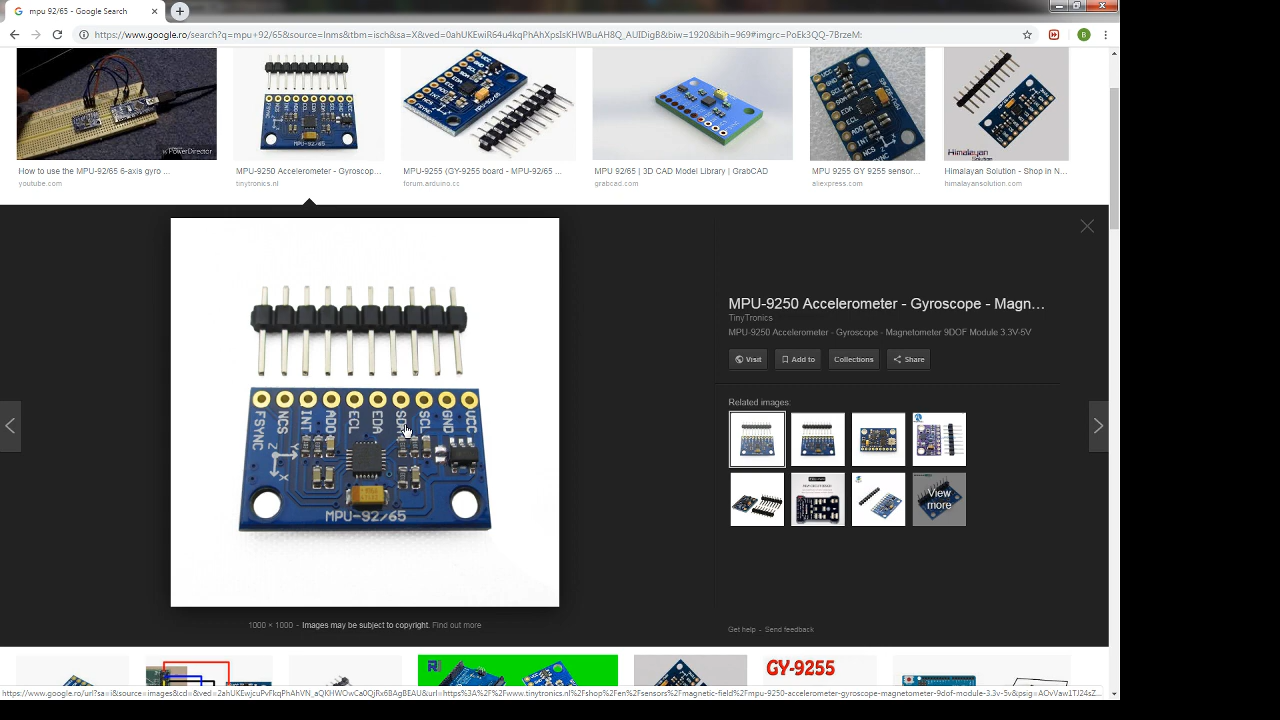 mpu 92/65 - Google Search
https://www.google.ro/search?q=mpu+92/65&source=lnms&tbm=isch&sa=X&ved=0ahUKEwiR64u4kqPhAhXpsIsKHWBuAH8Q_AUIDigB&biw=1920&bih=969#imgrc=PoEk3QQ-7BrzeM:
B
How to use the MPU-92/65 6-axis gyro ...
youtube.com
MPU-9250 Accelerometer - Gyroscop...
tinytronics.nl
MPU-9255 (GY-9255 board - MPU-92/65 ...
forum.arduino.cc
MPU 92/65 | 3D CAD Model Library | GrabCAD
grabcad.com
MPU 9255 GY 9255 sensor...
aliexpress.com
Himalayan Solution - Shop in N...
himalayansolution.com
PowerDirector
MPU-92/65
Himalayan
Solution
FSYNC
NCS
INT
ADO
ECL
EDA
SDA
SCL
GND
VCC
Z
Y
X
MPU-92/65
1000 × 1000 - Images may be subject to copyright. Find out more
MPU-9250 Accelerometer - Gyroscope - Magn...
TinyTronics
MPU-9250 Accelerometer - Gyroscope - Magnetometer 9DOF Module 3.3V-5V
Visit
Add to
Collections
Share
Related images:
View
more
Get help - Send feedback
GY-9255